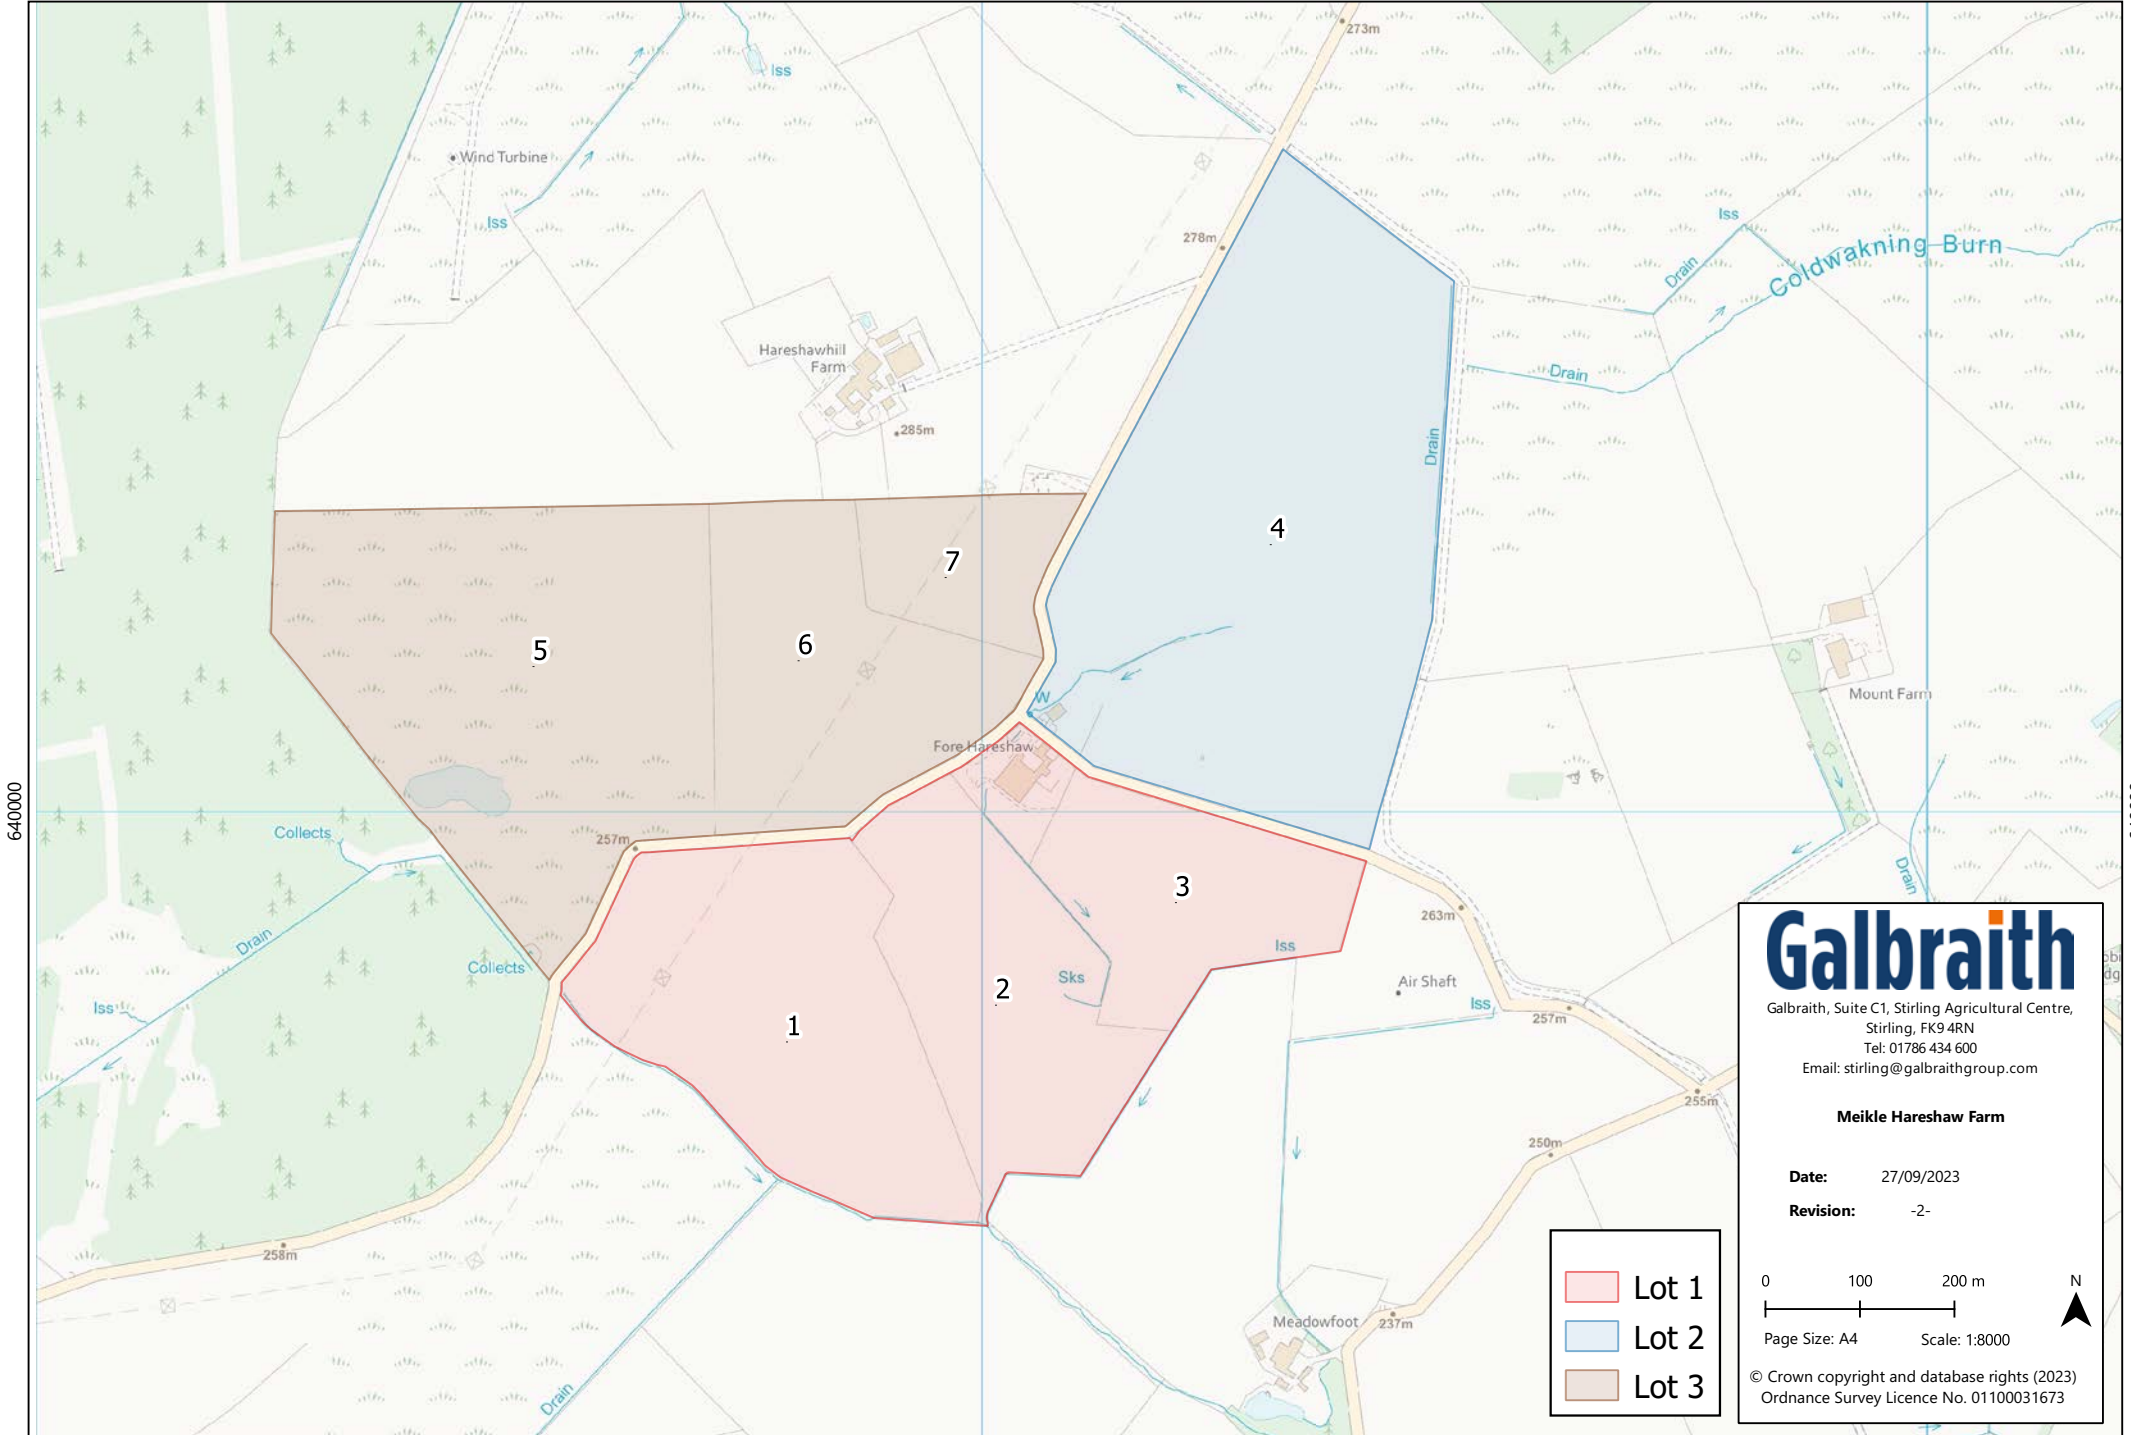 273m
Iss
Wind Turbine
Iss
Iss
278m
Drain
Coldwakning Burn
Hareshawhill
Farm
285m
Drain
Drain
4
7
5
6
W
Mount Farm
Fore Hareshaw
640000
Collects
257m
Drain
3
263m
Iss
Drain
Collects
Sks
2
Air Shaft
Iss
Iss
257m
1
255m
250m
258m
Meadowfoot
237m
Drain
Lot 1
Lot 2
Lot 3
Galbraith
Galbraith, Suite C1, Stirling Agricultural Centre,
Stirling, FK9 4RN
Tel: 01786 434 600
Email: stirling@galbraithgroup.com
Meikle Hareshaw Farm
Date: 27/09/2023
Revision: -2-
0 100 200 m
N
Page Size: A4 Scale: 1:8000
© Crown copyright and database rights (2023)
Ordnance Survey Licence No. 01100031673